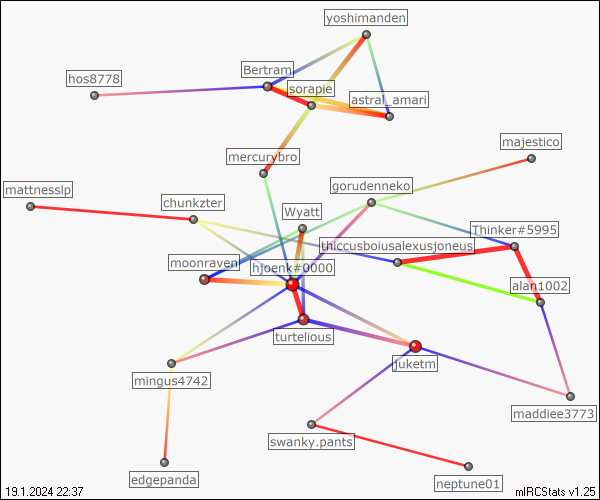 yoshimanden
Bertram
hos8778
sorapie
astral_amari
majestico
mercurybro
gorudenneko
mattnesslp
chunkzter
Wyatt
Thinker#5995
thiccusboiusalexusjoneus
moonraven
hjoenk#0000
alan1002
turtelious
juketm
mingus4742
maddiee3773
swanky.pants
edgepanda
neptune01
19.1.2024 22:37
mIRCStats v1.25